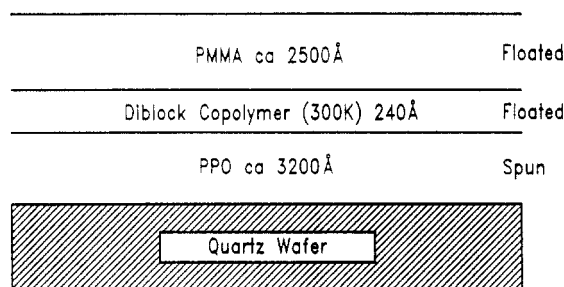 PMMA ca 2500Å Floated
Diblock Copolymer (300K) 240Å Floated
PPO ca 3200Å Spun
Quartz Wafer